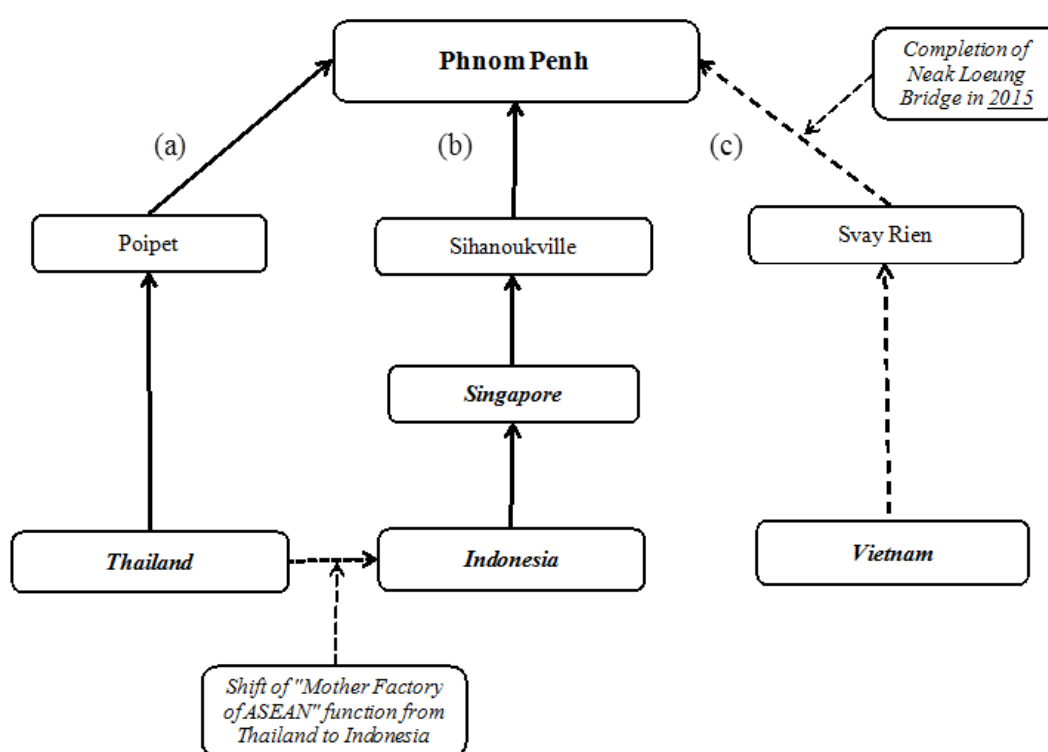 Phnom Penh
Completion of
Neak Loeung
Bridge in 2015
(a)
(b)
(c)
Poipet
Sihanoukville
Svay Rien
Singapore
Thailand
Indonesia
Vietnam
Shift of "Mother Factory
of ASEAN" function from
Thailand to Indonesia